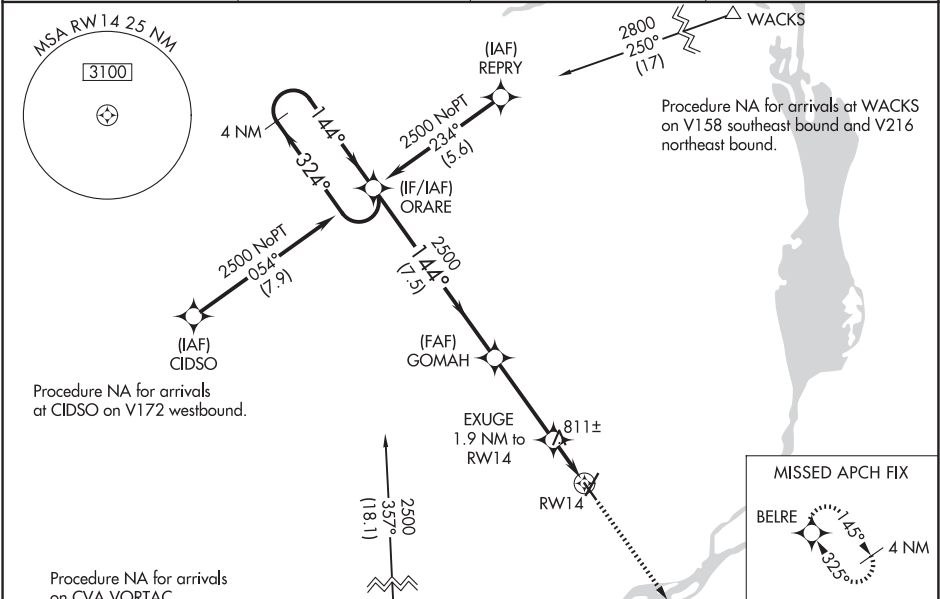 MSA RW14 25 NM
3100
4 NM
144°
324°
(IAF)
REPRY
2500 NoPT
234°
(5.6)
2800
250°
(17)
WACKS
Procedure NA for arrivals at WACKS
on V158 southeast bound and V216
northeast bound.
(IF/IAF)
ORARE
2500 NoPT
054°
(7.9)
(IAF)
CIDSO
Procedure NA for arrivals
at CIDSO on V172 westbound.
2500
144°
(7.5)
(FAF)
GOMAH
EXUGE
1.9 NM to
RW14
811±
RW14
2500
357°
(18.1)
MISSED APCH FIX
BELRE
145°
325°
4 NM
Procedure NA for arrivals
on CVA VORTAC